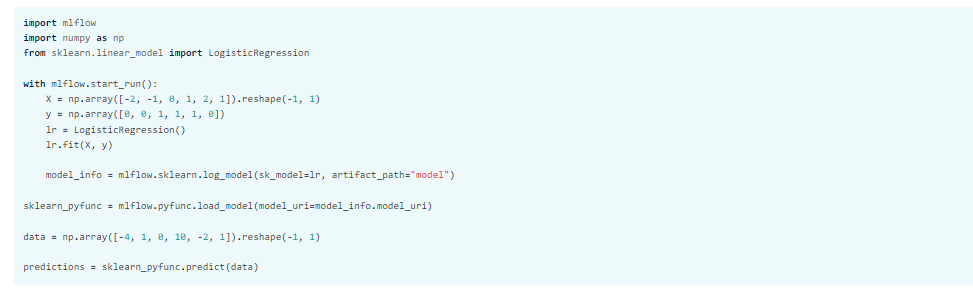 import mlflow
import numpy as np
from sklearn.linear_model import LogisticRegression

with mlflow.start_run():
    X = np.array([-2, -1, 0, 1, 2, 1]).reshape(-1, 1)
    y = np.array([0, 0, 1, 1, 1, 0])
    lr = LogisticRegression()
    lr.fit(X, y)

    model_info = mlflow.sklearn.log_model(sk_model=lr, artifact_path="model")

sklearn_pyfunc = mlflow.pyfunc.load_model(model_uri=model_info.model_uri)

data = np.array([-4, 1, 0, 10, -2, 1]).reshape(-1, 1)

predictions = sklearn_pyfunc.predict(data)